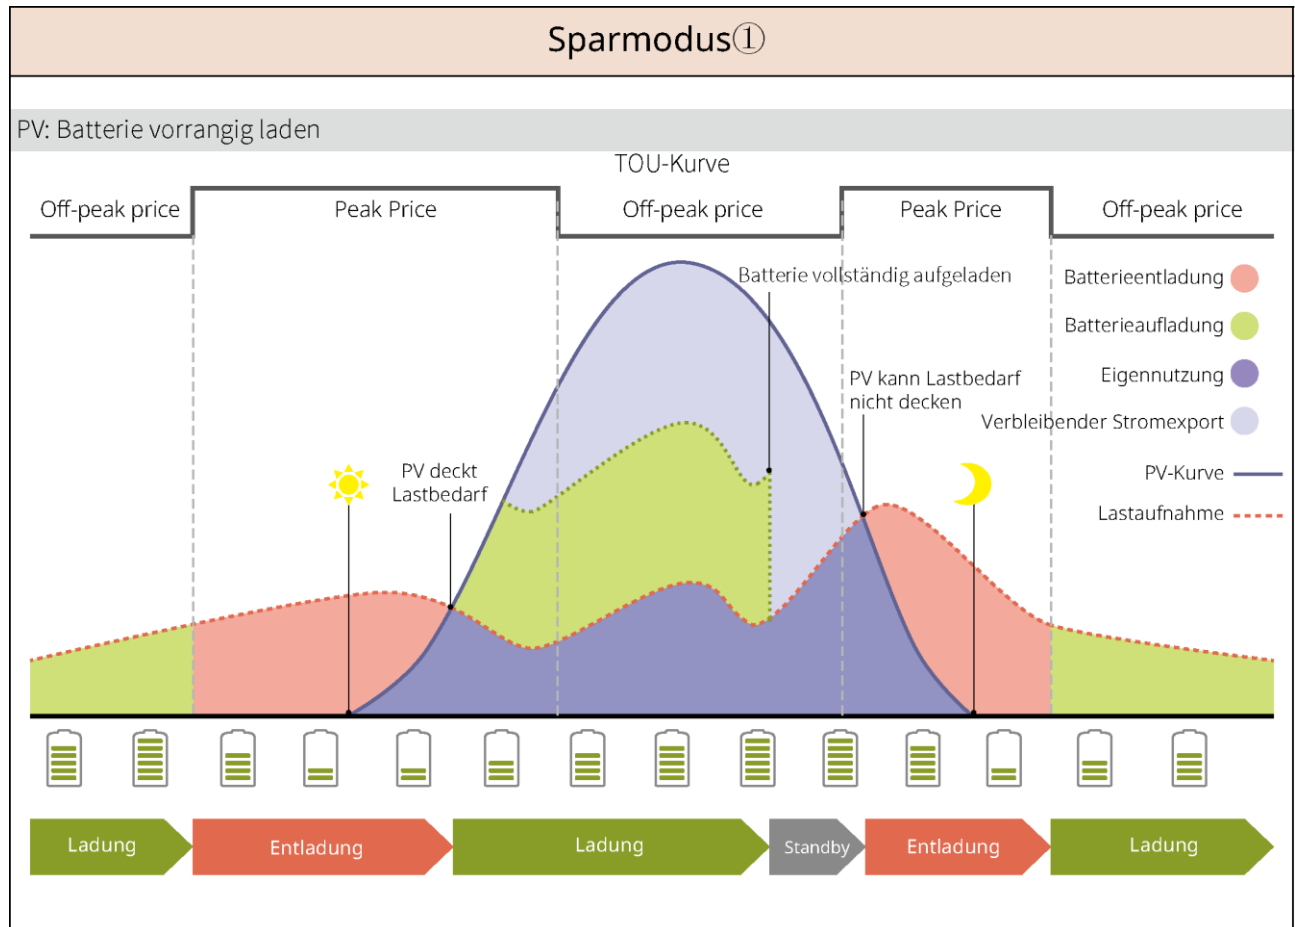 Sparmodus①
PV: Batterie vorrangig laden
TOU-Kurve
Off-peak price
Peak Price
Off-peak price
Peak Price
Off-peak price
Batterie vollständig aufgeladen
Batterieentladung
Batterieaufladung
Eigennutzung
Verbleibender Stromexport
PV-Kurve
Lastaufnahme
PV kann Lastbedarf
nicht decken
PV deckt
Lastbedarf
Ladung
Entladung
Ladung
Standby
Entladung
Ladung